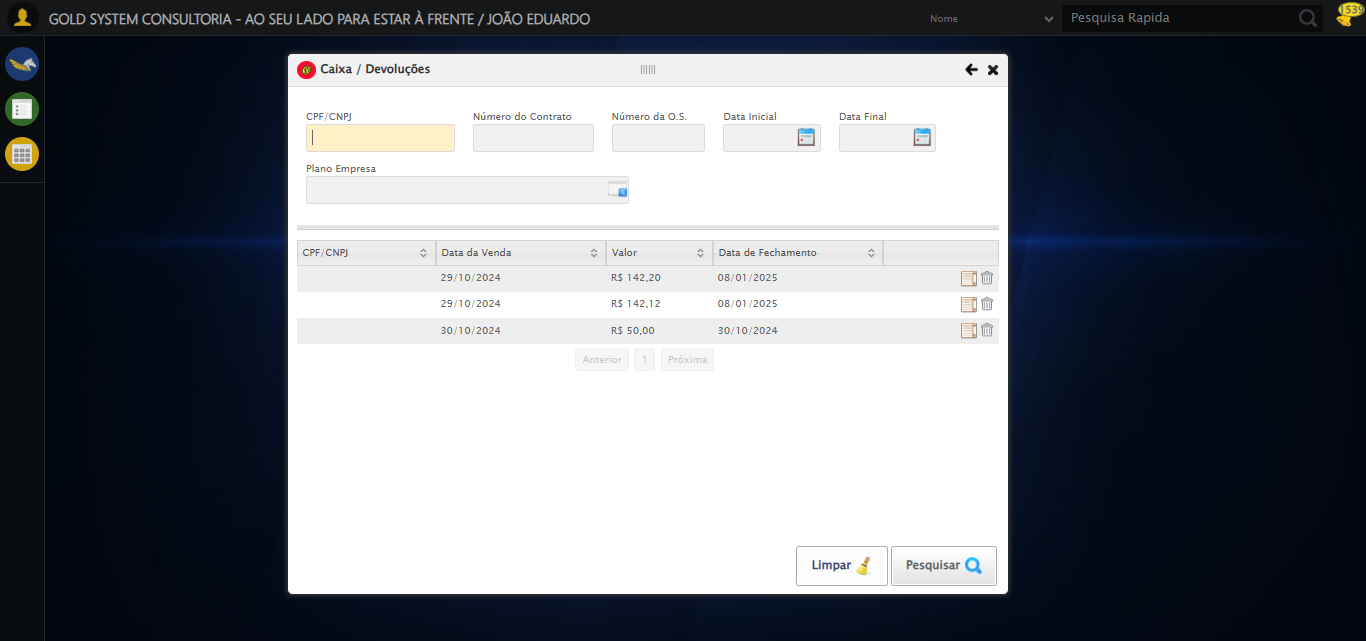 GOLD SYSTEM CONSULTORIA - AO SEU LADO PARA ESTAR À FRENTE / JOÃO EDUARDO
Nome
Pesquisa Rapida
1539
Caixa / Devoluções
CPF/CNPJ Número do Contrato Número da O.S. Data Inicial Data Final
Plano Empresa
CPF/CNPJ Data da Venda Valor Data de Fechamento
29/10/2024 R$ 142,20 08/01/2025
29/10/2024 R$ 142,12 08/01/2025
30/10/2024 R$ 50,00 30/10/2024
Anterior 1 Próxima
Limpar Pesquisar